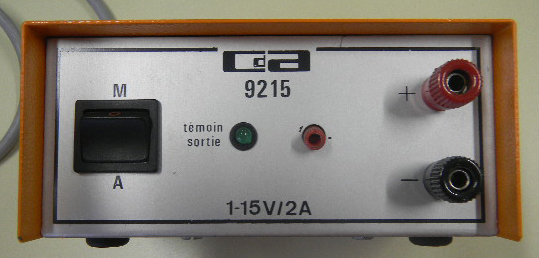 CdA
9215
M
témoin
sortie
+
A
−
1-15V/2A